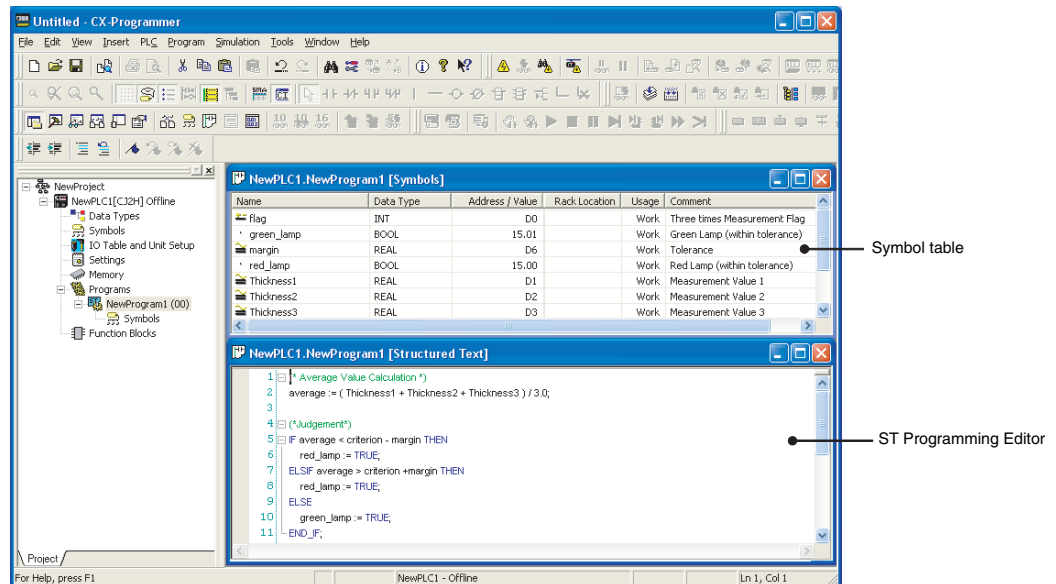 Untitled - CX-Programmer
File Edit View Insert PLC Program Simulation Tools Window Help
NewProject
NewPLC1[CJ2H] Offline
Data Types
Symbols
IO Table and Unit Setup
Settings
Memory
Programs
NewProgram1 (00)
Symbols
Function Blocks
Project
NewPLC1.NewProgram1 [Symbols]
Name Data Type Address / Value Rack Location Usage Comment
flag INT D0 Work Three times Measurement Flag
green_lamp BOOL 15.01 Work Green Lamp (within tolerance)
margin REAL D6 Work Tolerance
red_lamp BOOL 15.00 Work Red Lamp (within tolerance)
Thickness1 REAL D1 Work Measurement Value 1
Thickness2 REAL D2 Work Measurement Value 2
Thickness3 REAL D3 Work Measurement Value 3
Symbol table
NewPLC1.NewProgram1 [Structured Text]
1 (* Average Value Calculation *)
2 average := ( Thickness1 + Thickness2 + Thickness3 ) / 3.0;
3
4 (*Judgement*)
5 IF average < criterion - margin THEN
6 red_lamp := TRUE;
7 ELSIF average > criterion +margin THEN
8 red_lamp := TRUE;
9 ELSE
10 green_lamp := TRUE;
11 END_IF;
ST Programming Editor
For Help, press F1 NewPLC1 - Offline Ln 1, Col 1